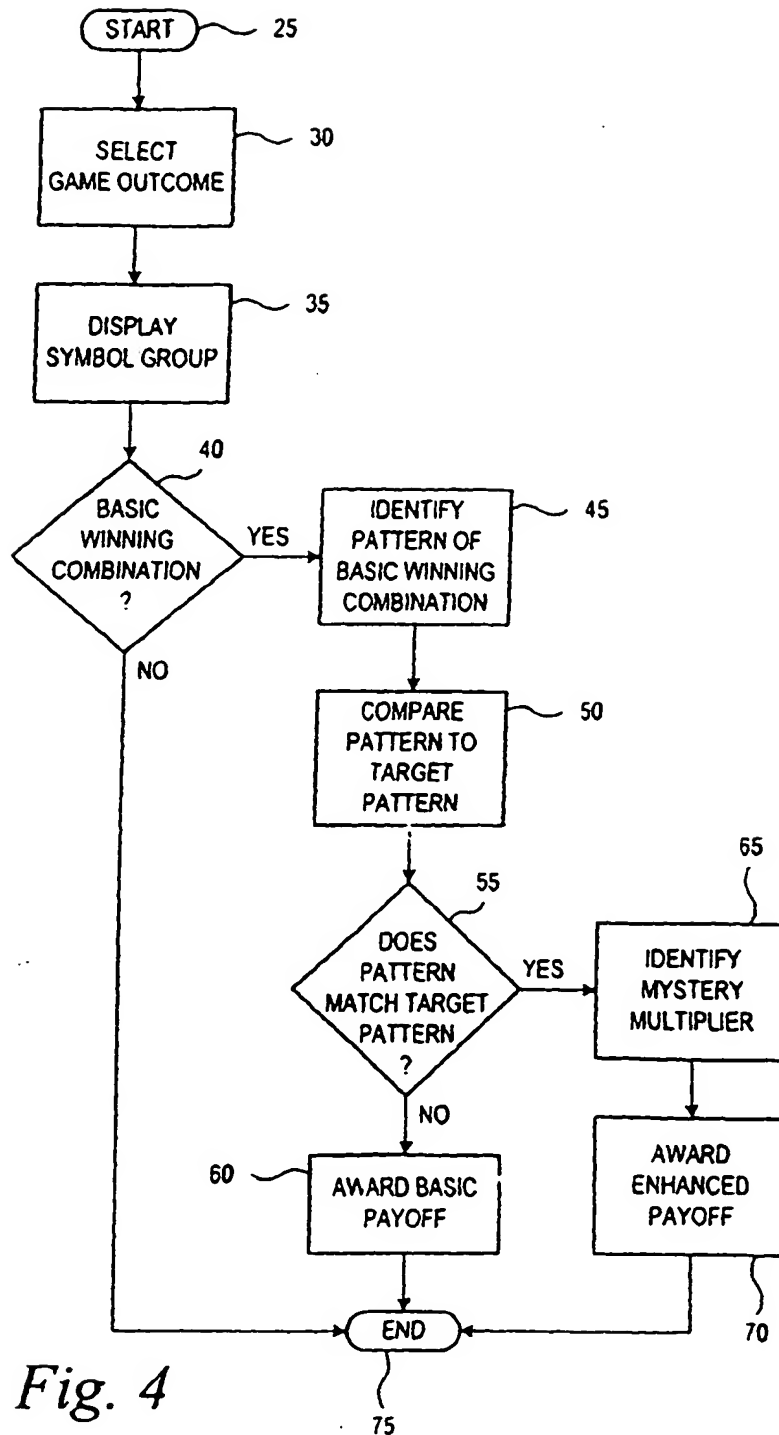 START
25
SELECT
GAME OUTCOME
30
DISPLAY
SYMBOL GROUP
35
BASIC
WINNING
COMBINATION
?
40
YES
NO
IDENTIFY
PATTERN OF
BASIC WINNING
COMBINATION
45
COMPARE
PATTERN TO
TARGET
PATTERN
50
DOES
PATTERN
MATCH TARGET
PATTERN
?
55
YES
NO
IDENTIFY
MYSTERY
MULTIPLIER
65
60
AWARD BASIC
PAYOFF
AWARD
ENHANCED
PAYOFF
70
END
75
Fig. 4